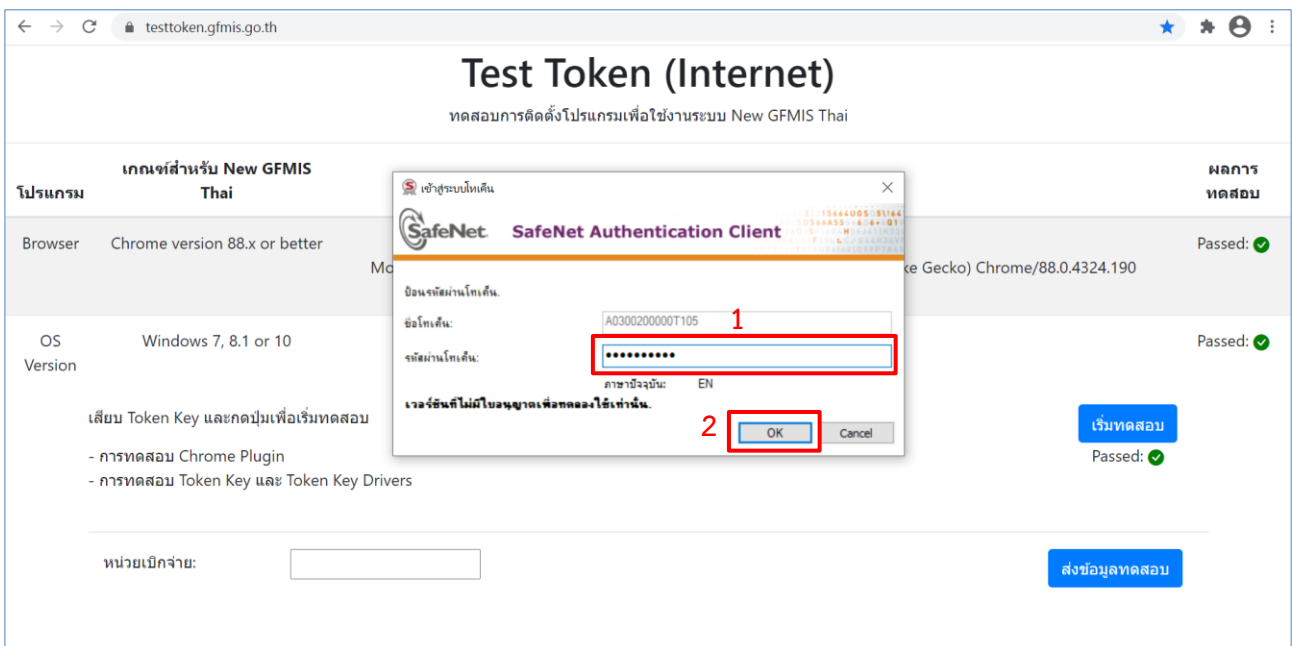 testtoken.gfmis.go.th
Test Token (Internet)
ทดสอบการติดตั้งโปรแกรมเพื่อใช้งานระบบ New GFMIS Thai
โปรแกรม
เกณฑ์สำหรับ New GFMIS
Thai
ผลการ
ทดสอบ
Browser
Chrome version 88.x or better
Mo
ke Gecko) Chrome/88.0.4324.190
Passed:
OS
Version
Windows 7, 8.1 or 10
Passed:
เข้าสู่ระบบโทเค็น
SafeNet
SafeNet Authentication Client
ป้อนรหัสผ่านโทเค็น.
ชื่อโทเค็น:
A0300200000T105
1
รหัสผ่านโทเค็น:
••••••••••
ภาษาปัจจุบัน: EN
เวอร์ชันที่ไม่มีใบอนุญาตเพื่อทดลองใช้เท่านั้น.
2
OK
Cancel
เสียบ Token Key และกดปุ่มเพื่อเริ่มทดสอบ
เริ่มทดสอบ
- การทดสอบ Chrome Plugin
Passed:
- การทดสอบ Token Key และ Token Key Drivers
หน่วยเบิกจ่าย:
ส่งข้อมูลทดสอบ